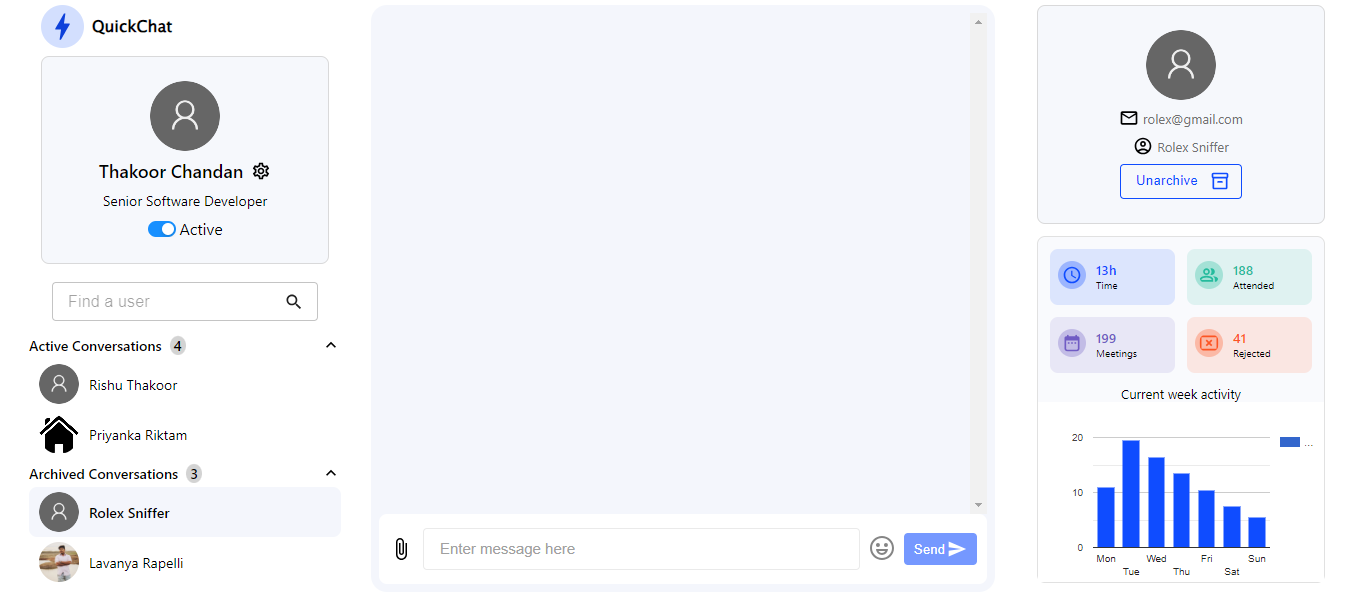 QuickChat
Thakoor Chandan
Senior Software Developer
Active
Find a user
Active Conversations 4
Rishu Thakoor
Priyanka Riktam
Archived Conversations 3
Rolex Sniffer
Lavanya Rapelli
Enter message here
Send
rolex@gmail.com
Rolex Sniffer
Unarchive
13h
Time
188
Attended
199
Meetings
41
Rejected
Current week activity
20
10
0
...
Mon
Tue
Wed
Thu
Fri
Sat
Sun